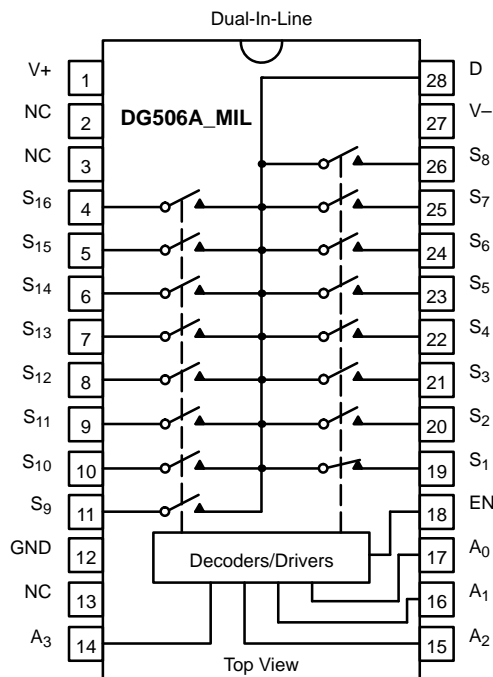 Dual-In-Line
DG506A_MIL
V+ 1 28 D
NC 2 27 V–
NC 3 26 S8
S16 4 25 S7
S15 5 24 S6
S14 6 23 S5
S13 7 22 S4
S12 8 21 S3
S11 9 20 S2
S10 10 19 S1
S9 11 18 EN
GND 12 17 A0
NC 13 16 A1
A3 14 15 A2
Decoders/Drivers
Top View